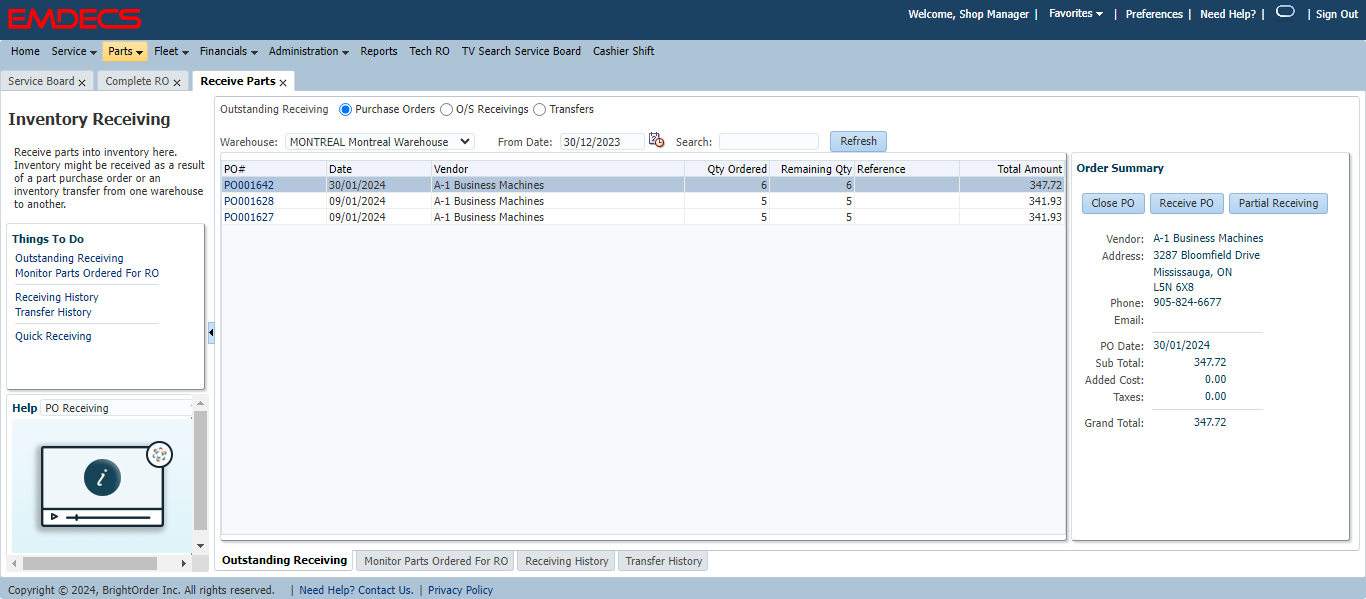 EMDECS
Welcome, Shop Manager | Favorites | Preferences | Need Help? | | Sign Out
Home Service Parts Fleet Financials Administration Reports Tech RO TV Search Service Board Cashier Shift
Service Board x Complete RO x Receive Parts x
Inventory Receiving
Receive parts into inventory here.
Inventory might be received as a result
of a part purchase order or an
inventory transfer from one warehouse
to another.
Things To Do
Outstanding Receiving
Monitor Parts Ordered For RO
Receiving History
Transfer History
Quick Receiving
Help PO Receiving
i
Outstanding Receiving Purchase Orders O/S Receivings Transfers
Warehouse: MONTREAL Montreal Warehouse From Date: 30/12/2023 Search: Refresh
PO# Date Vendor Qty Ordered Remaining Qty Reference Total Amount
PO001642 30/01/2024 A-1 Business Machines 6 6 347.72
PO001628 09/01/2024 A-1 Business Machines 5 5 341.93
PO001627 09/01/2024 A-1 Business Machines 5 5 341.93
Order Summary
Close PO Receive PO Partial Receiving
Vendor: A-1 Business Machines
Address: 3287 Bloomfield Drive
Mississauga, ON
L5N 6X8
Phone: 905-824-6677
Email:
PO Date: 30/01/2024
Sub Total: 347.72
Added Cost: 0.00
Taxes: 0.00
Grand Total: 347.72
Outstanding Receiving Monitor Parts Ordered For RO Receiving History Transfer History
Copyright © 2024, BrightOrder Inc. All rights reserved. | Need Help? Contact Us. | Privacy Policy